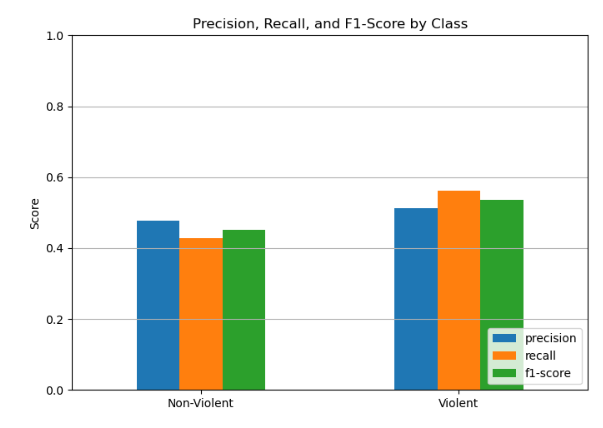 Precision, Recall, and F1-Score by Class
1.0
0.8
0.6
0.4
0.2
0.0
Score
Non-Violent
Violent
precision
recall
f1-score